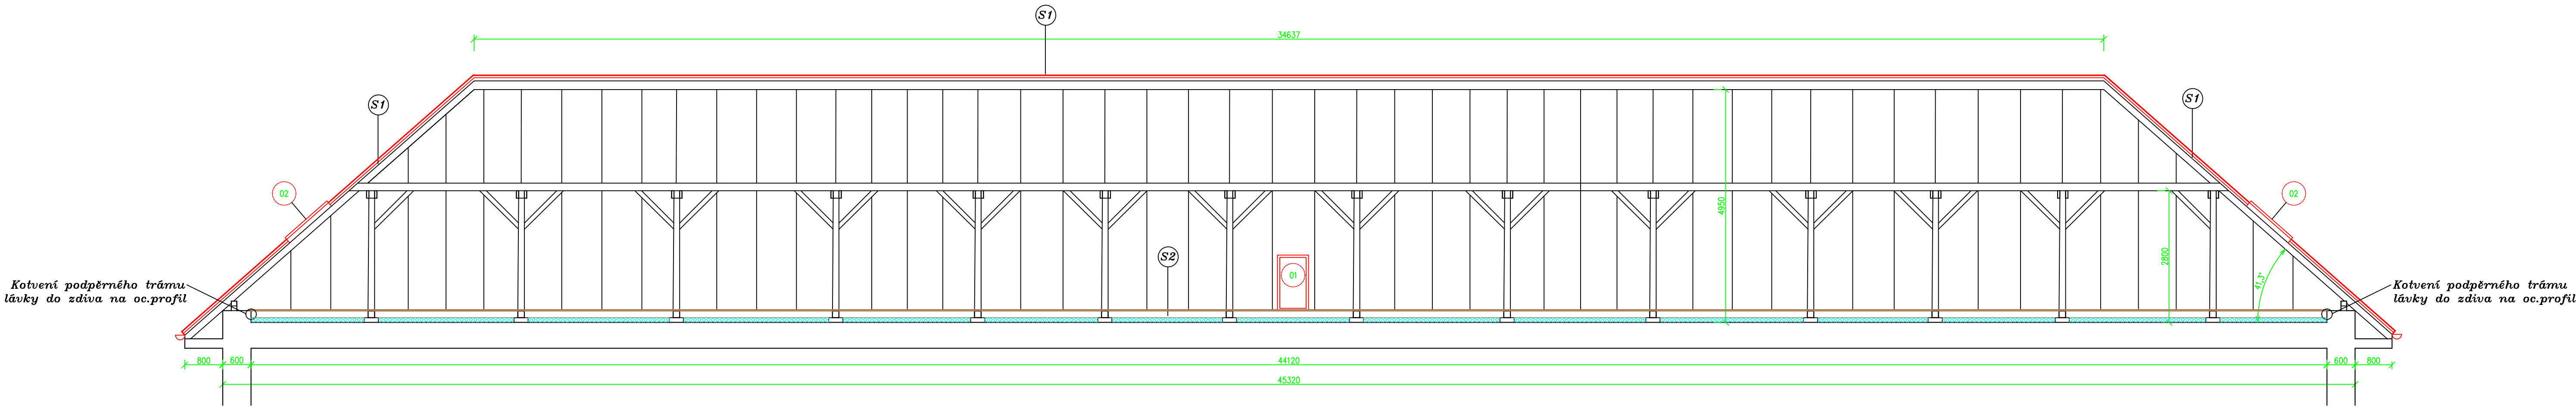 S1
34637
S1
S1
02
02
4950
2800
S2
01
41,3°
Kotvení podpěrného trámu
lávky do zdiva na oc.profil
Kotvení podpěrného trámu
lávky do zdiva na oc.profil
800
600
44120
600
800
45320